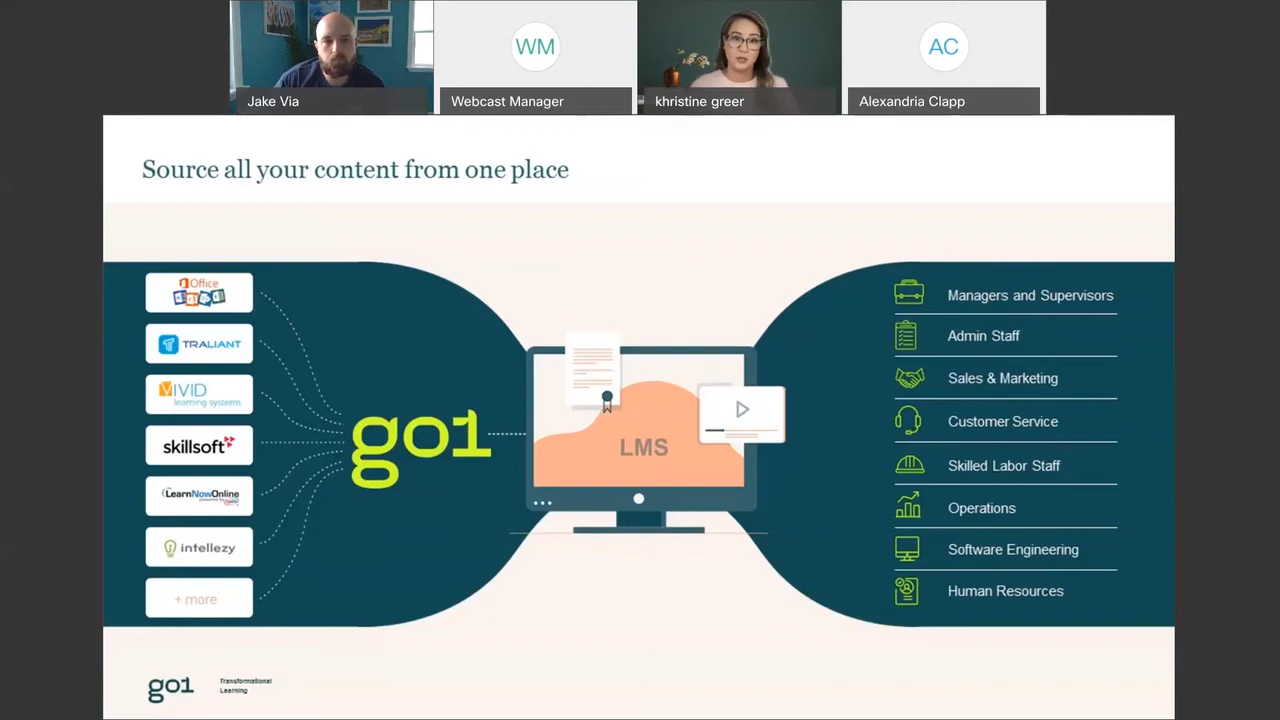 WM
AC
Jake Via
Webcast Manager
khristine greer
Alexandria Clapp
Source all your content from one place
Office
TRALIANT
VIVID
learning systems
skillsoft
LearnNowOnline
intellezy
+ more
go1
LMS
Managers and Supervisors
Admin Staff
Sales & Marketing
Customer Service
Skilled Labor Staff
Operations
Software Engineering
Human Resources
go1
Transformational
Learning